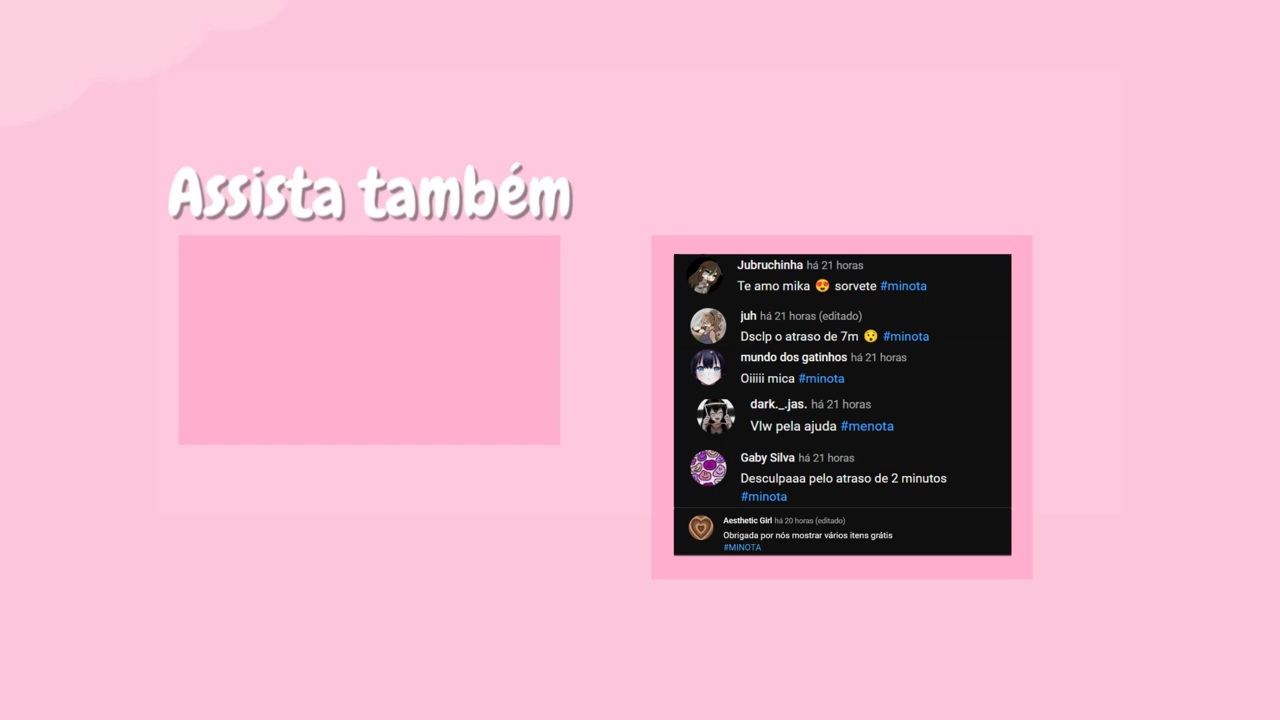 Assista também
Jubruchinha há 21 horas
Te amo mika 😍 sorvete #minota
juh há 21 horas (editado)
Dsclp o atraso de 7m 😯 #minota
mundo dos gatinhos há 21 horas
Oiiiii mica #minota
dark._.jas. há 21 horas
Vlw pela ajuda #menota
Gaby Silva há 21 horas
Desculpaaa pelo atraso de 2 minutos
#minota
Aesthetic Girl há 20 horas (editado)
Obrigada por nós mostrar vários itens grátis
#MINOTA